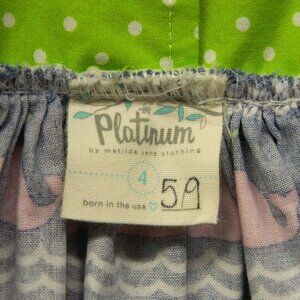 Platinum
by matilda jane clothing
4
59
born in the usa